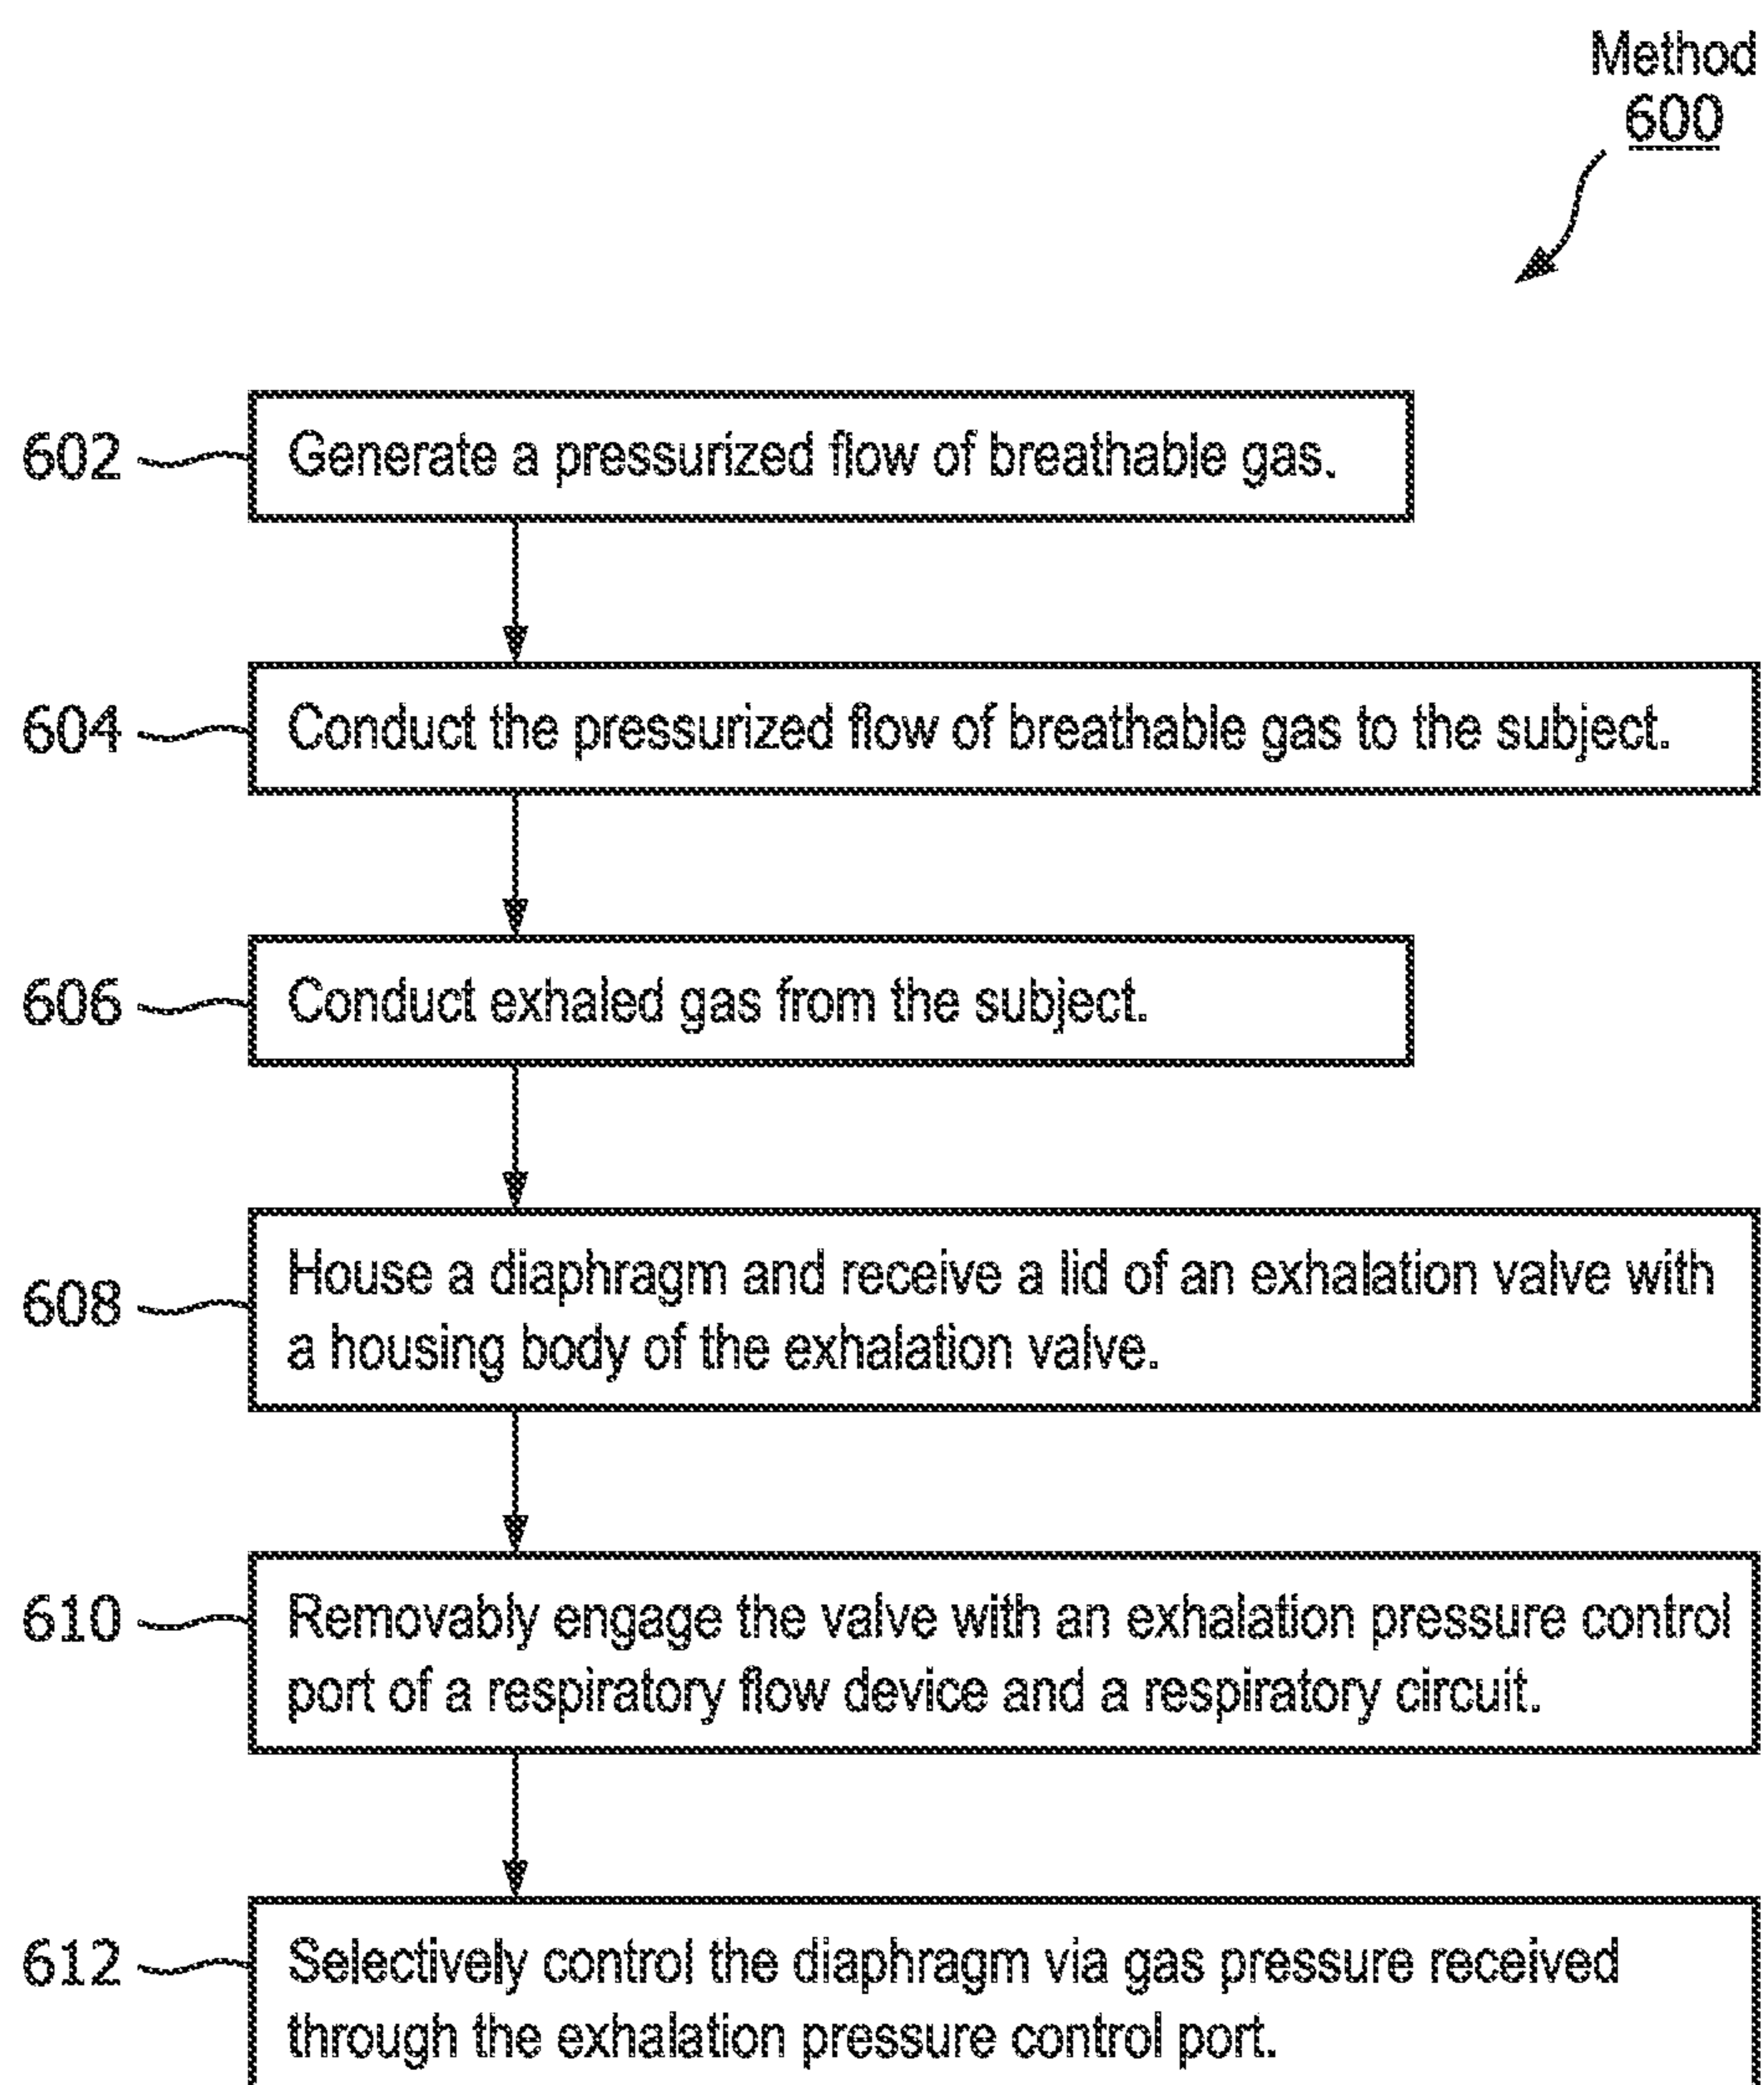 Method
600
602
Generate a pressurized flow of breathable gas.
604
Conduct the pressurized flow of breathable gas to the subject.
606
Conduct exhaled gas from the subject.
608
House a diaphragm and receive a lid of an exhalation valve with
a housing body of the exhalation valve.
610
Removably engage the valve with an exhalation pressure control
port of a respiratory flow device and a respiratory circuit.
612
Selectively control the diaphragm via gas pressure received
through the exhalation pressure control port.